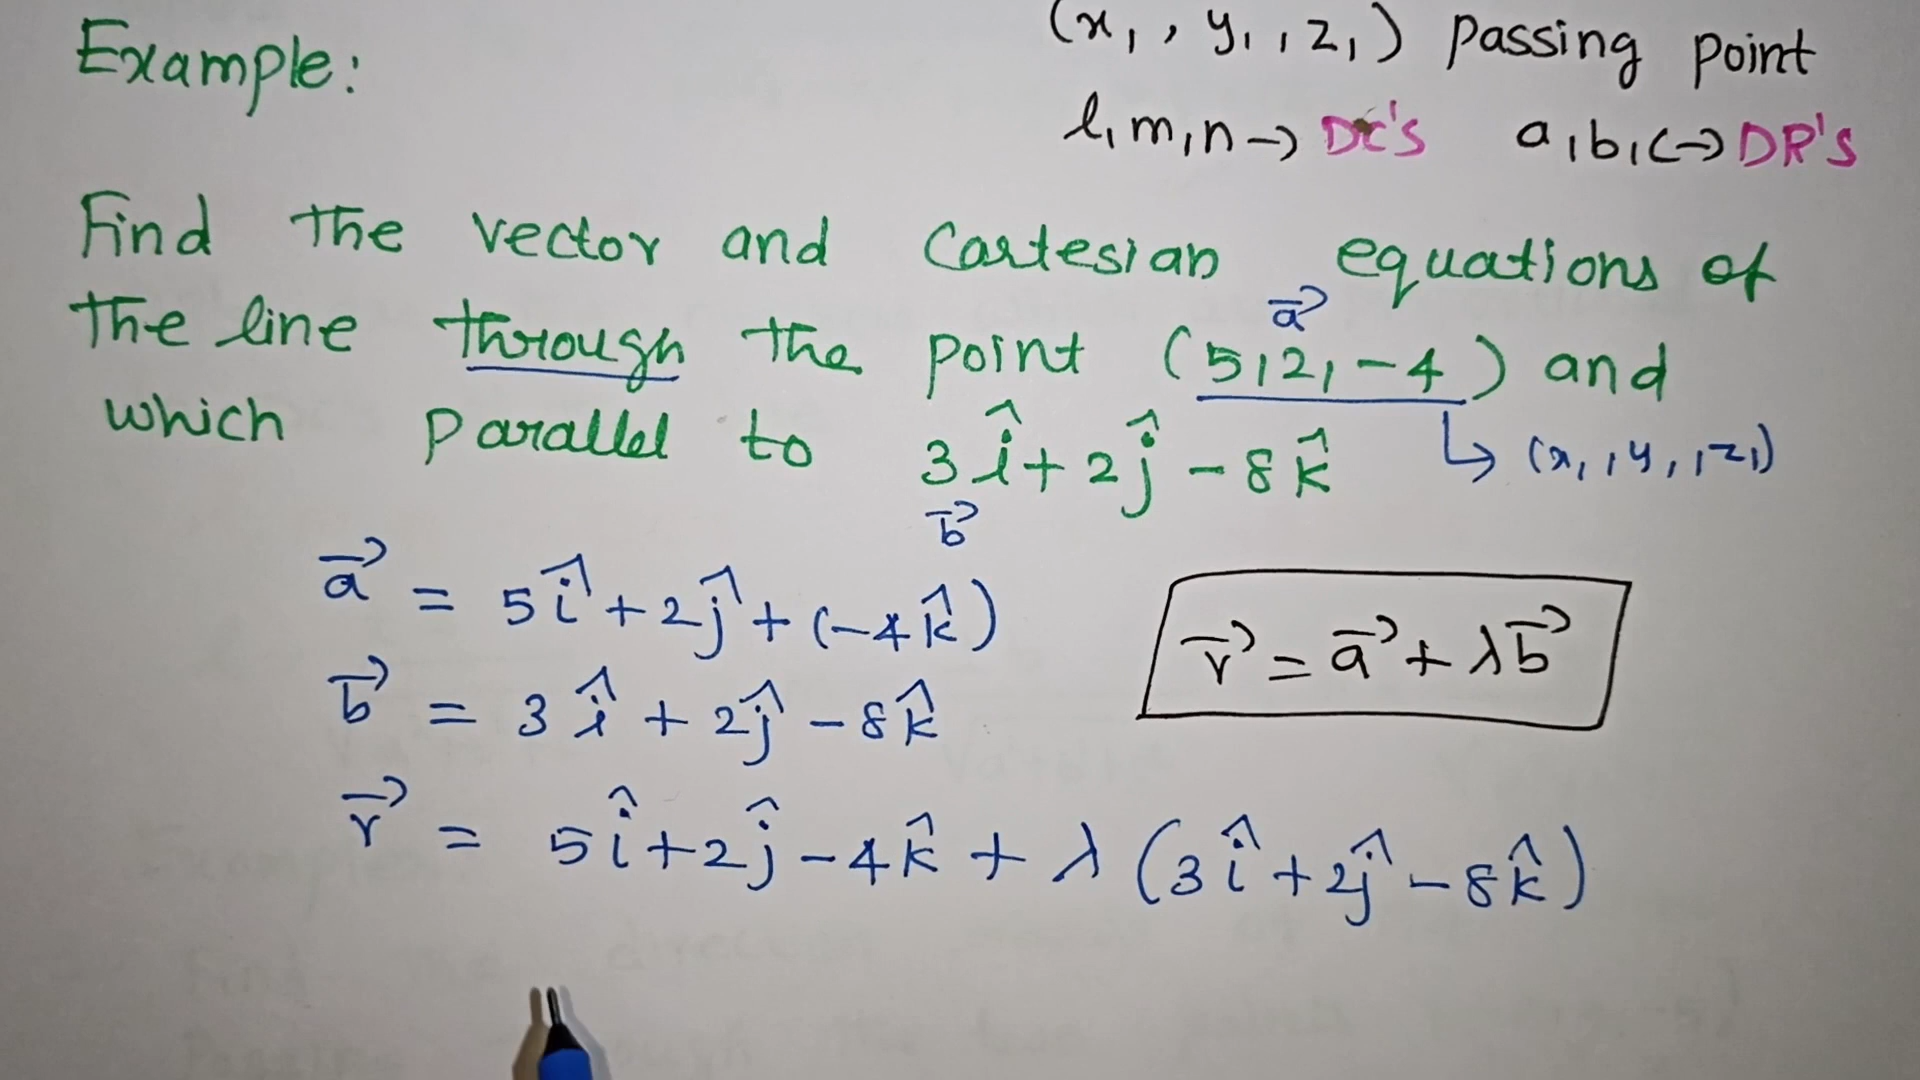 Example:
(x₁, y₁, z₁) passing point
l, m, n → DC's a, b, c → DR's
Find the vector and Cartesian equations of
the line through the point (5, 2, -4) and
a⃗
which parallel to 3î + 2ĵ - 8k̂
↳ (x₁, y₁, z₁)
b⃗
a⃗ = 5î + 2ĵ + (-4k̂)
b⃗ = 3î + 2ĵ - 8k̂
r⃗ = a⃗ + λb⃗
r⃗ = 5î + 2ĵ - 4k̂ + λ(3î + 2ĵ - 8k̂)